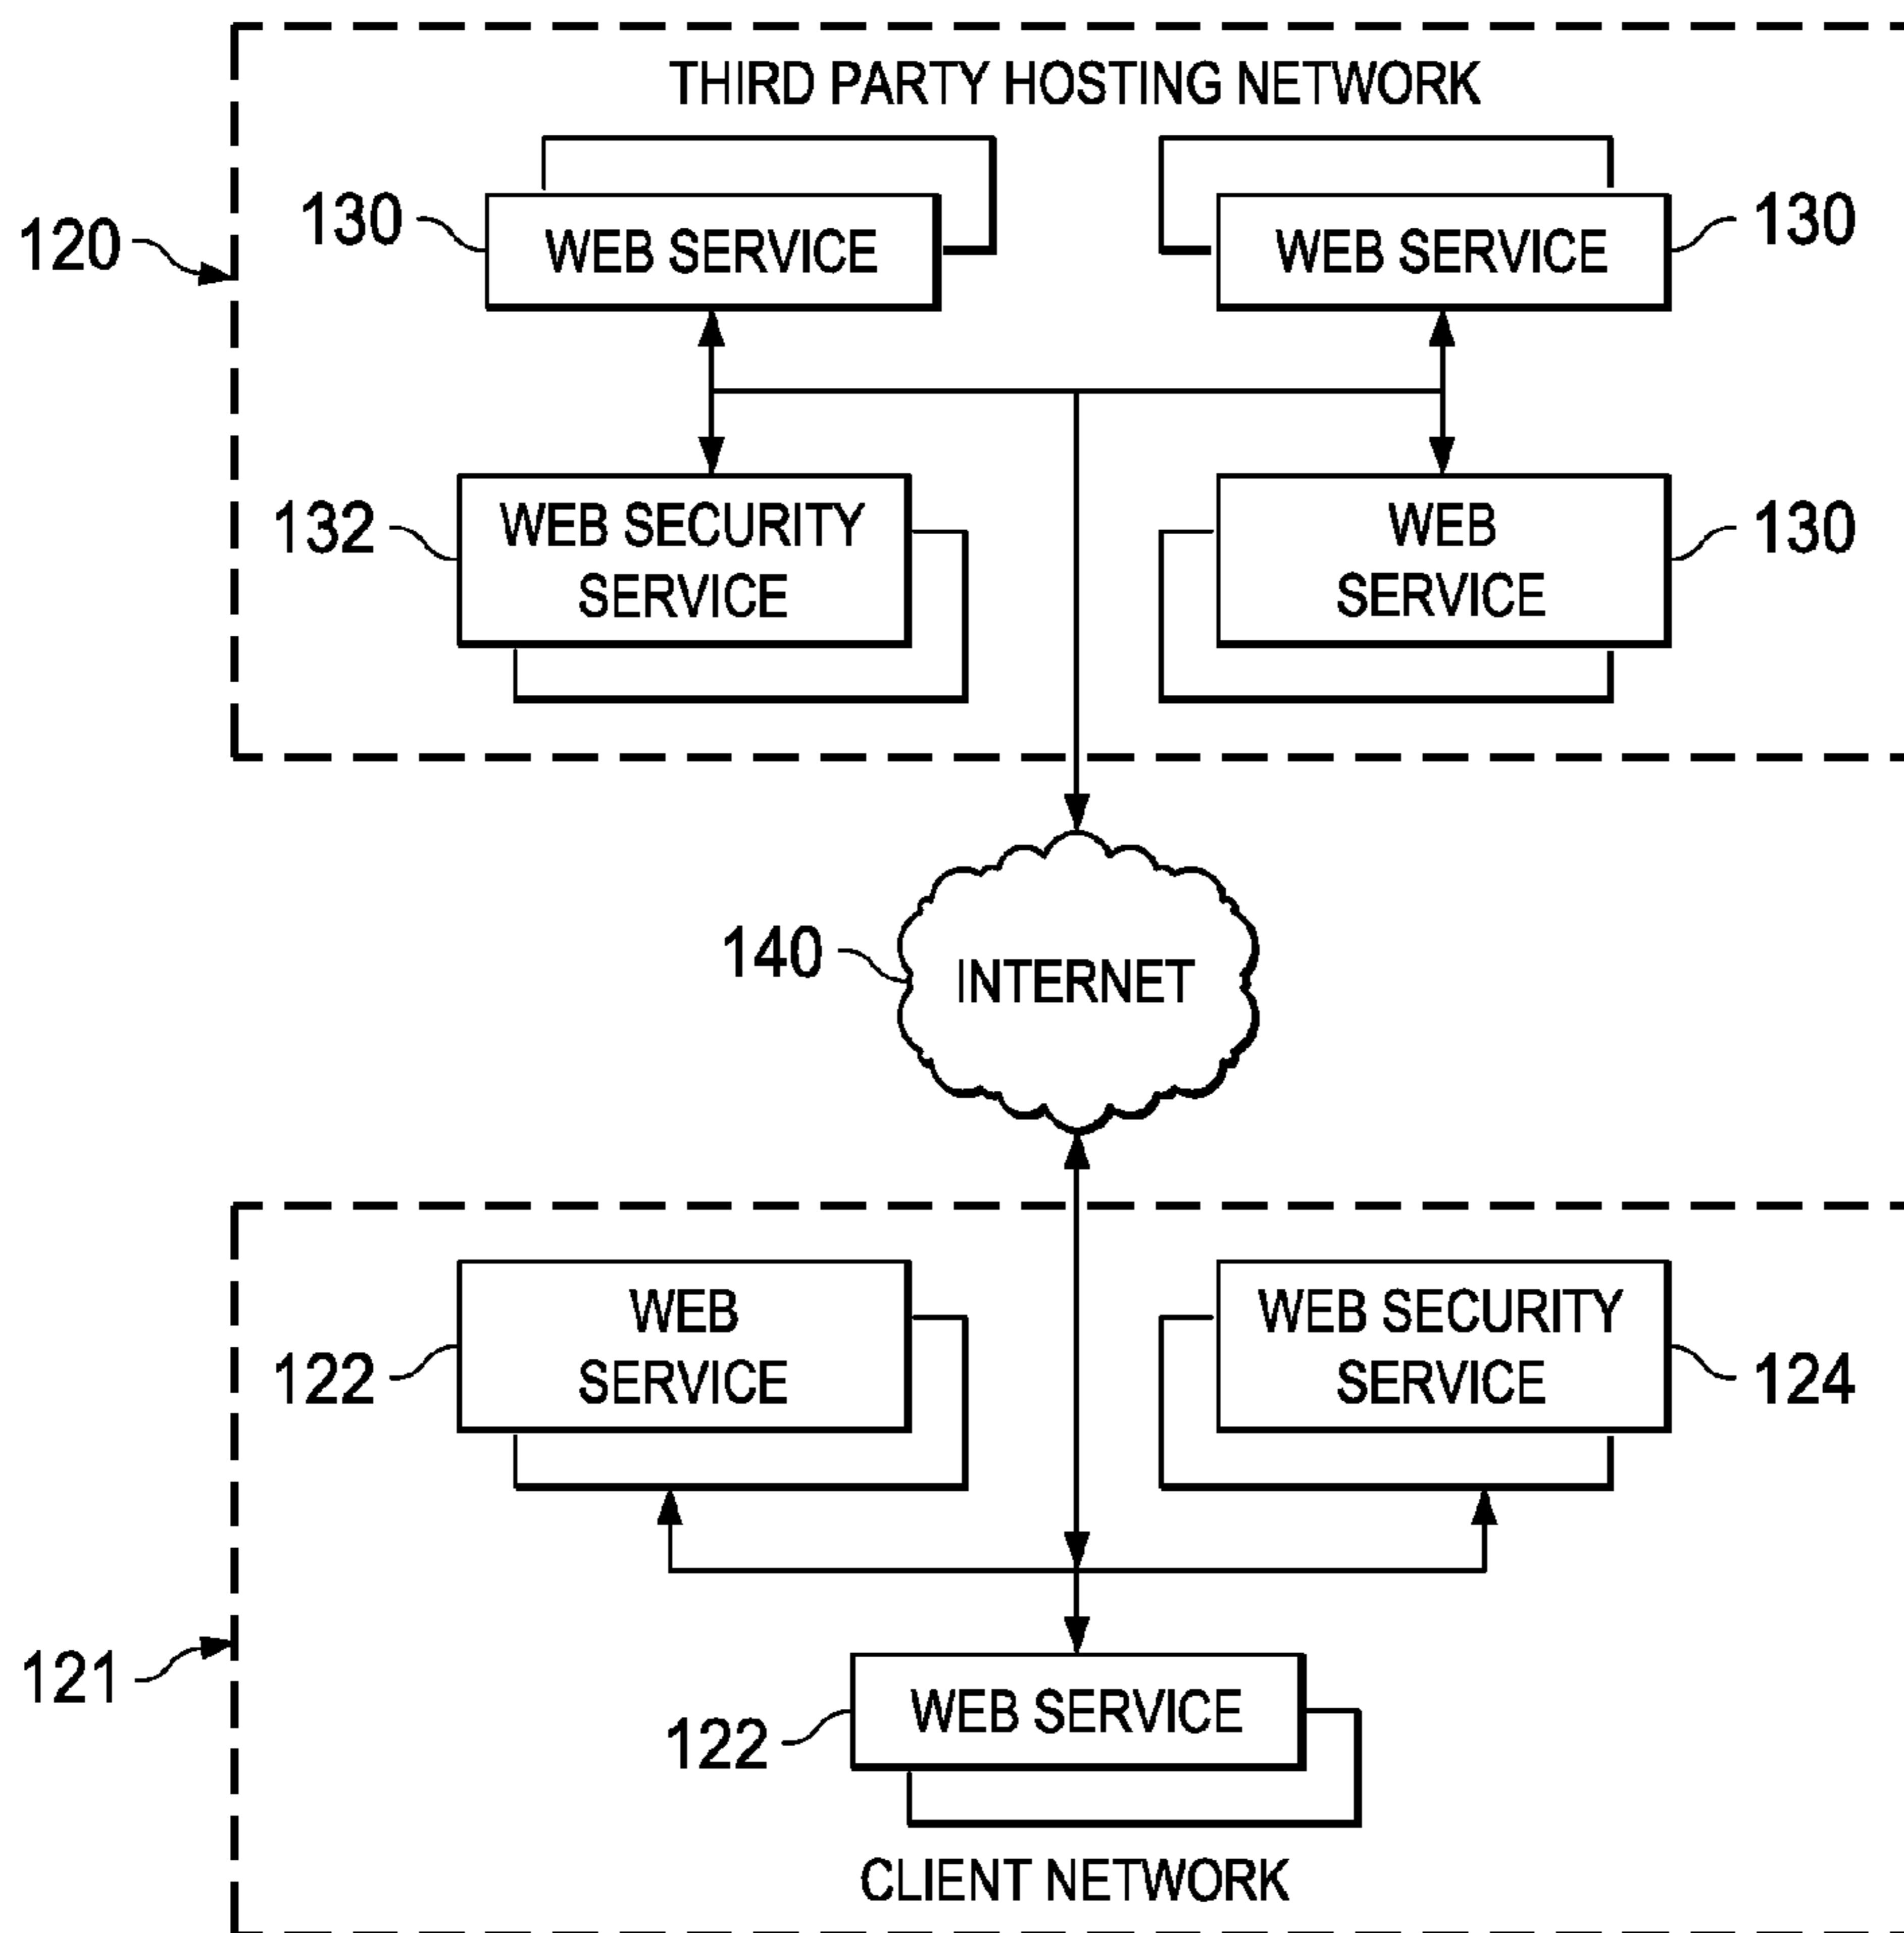 THIRD PARTY HOSTING NETWORK
120
130
WEB SERVICE
WEB SERVICE
130
132
WEB SECURITY
SERVICE
WEB
SERVICE
130
140
INTERNET
122
WEB
SERVICE
WEB SECURITY
SERVICE
124
121
122
WEB SERVICE
CLIENT NETWORK